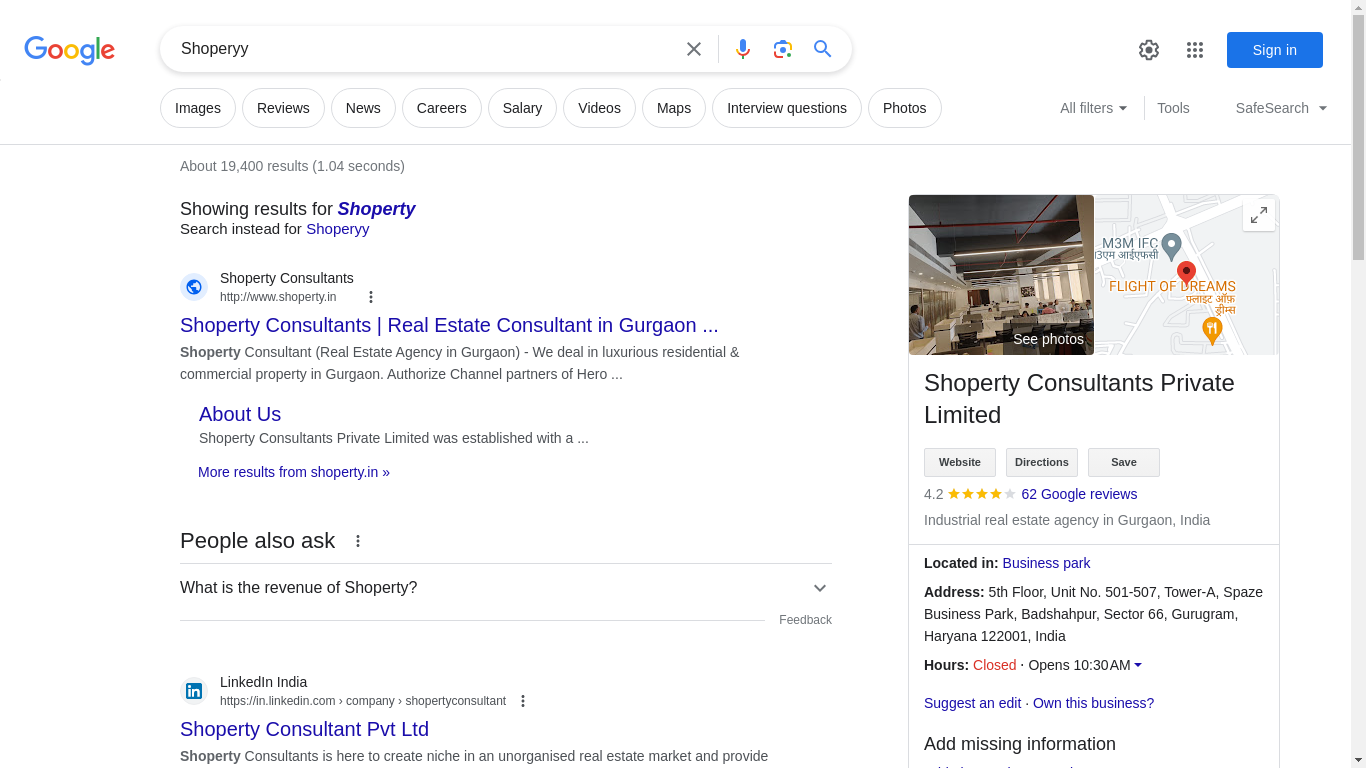 Google
Shoperyy
Sign in
Images
Reviews
News
Careers
Salary
Videos
Maps
Interview questions
Photos
All filters
Tools
SafeSearch
About 19,400 results (1.04 seconds)
Showing results for Shoperty
Search instead for Shoperyy
Shoperty Consultants
http://www.shoperty.in
Shoperty Consultants | Real Estate Consultant in Gurgaon ...
Shoperty Consultant (Real Estate Agency in Gurgaon) - We deal in luxurious residential &
commercial property in Gurgaon. Authorize Channel partners of Hero ...
About Us
Shoperty Consultants Private Limited was established with a ...
More results from shoperty.in »
People also ask
What is the revenue of Shoperty?
Feedback
LinkedIn India
https://in.linkedin.com › company › shopertyconsultant
Shoperty Consultant Pvt Ltd
Shoperty Consultants is here to create niche in an unorganised real estate market and provide
See photos
M3M IFC
FLIGHT OF DREAMS
फ्लाइट ऑफ़
ड्रीम्स
Shoperty Consultants Private
Limited
Website
Directions
Save
4.2
62 Google reviews
Industrial real estate agency in Gurgaon, India
Located in: Business park
Address: 5th Floor, Unit No. 501-507, Tower-A, Spaze
Business Park, Badshahpur, Sector 66, Gurugram,
Haryana 122001, India
Hours: Closed ⋅ Opens 10:30 AM
Suggest an edit · Own this business?
Add missing information